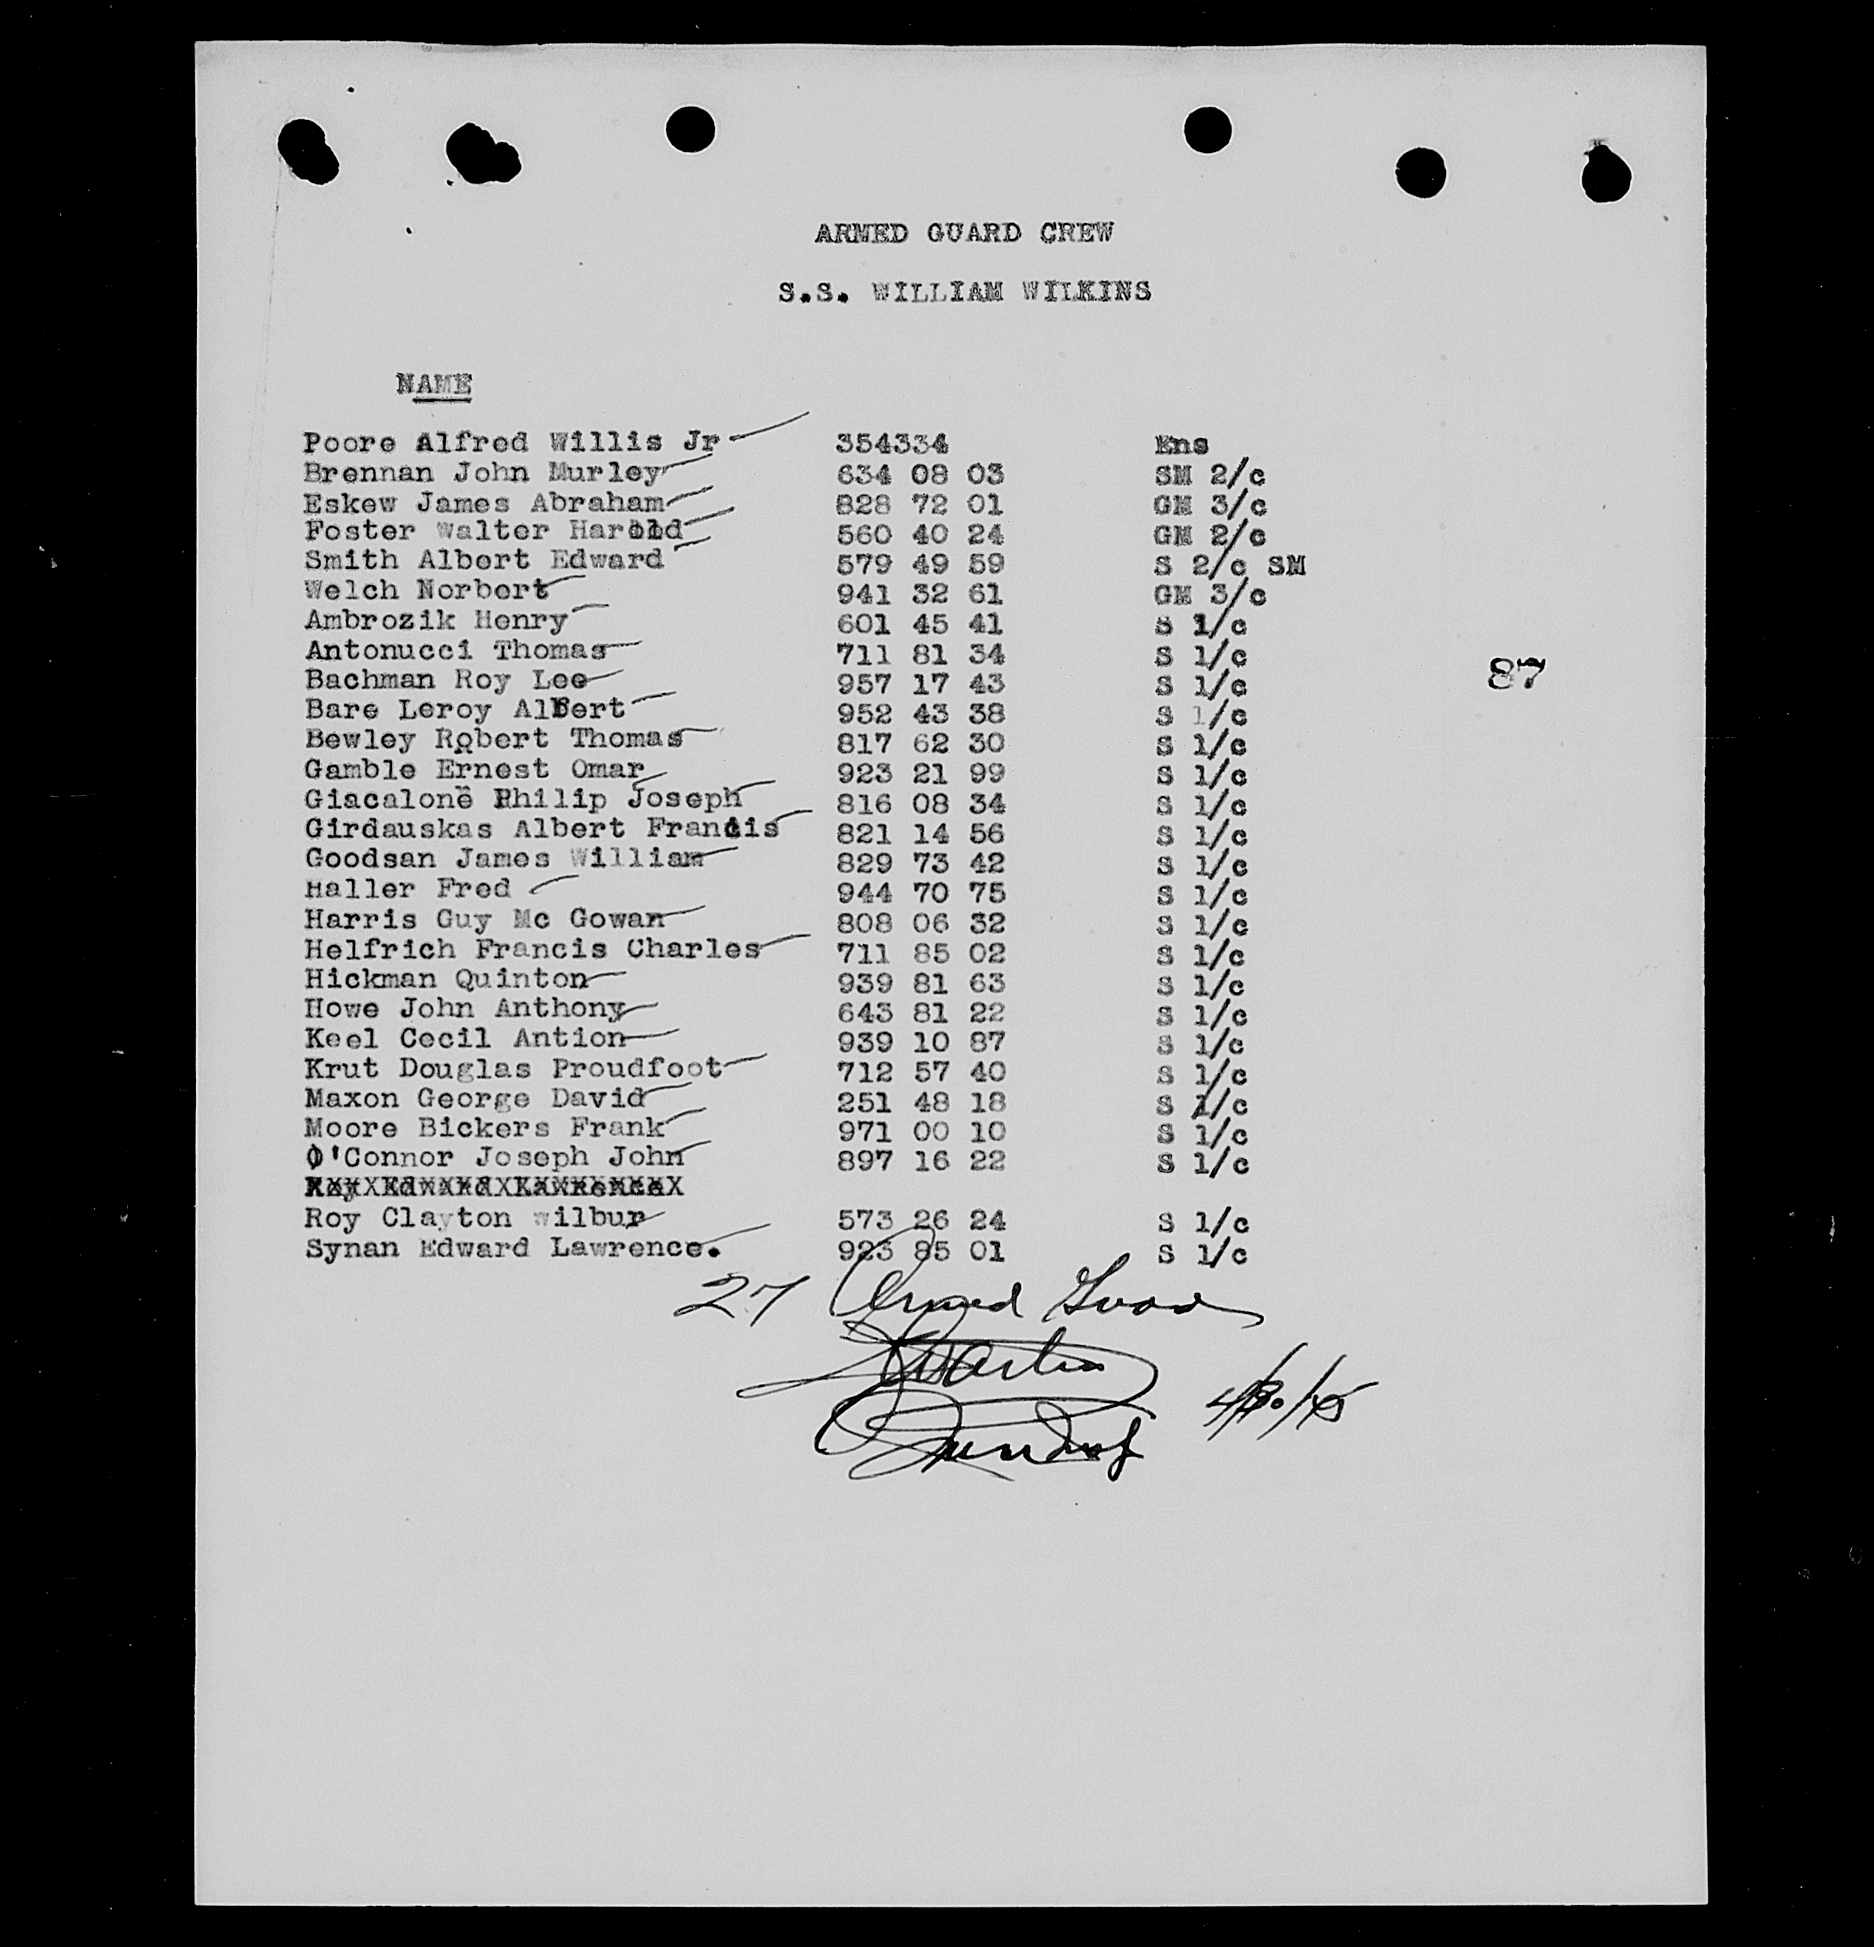 ARMED GUARD CREW
S.S. WILLIAM WILKINS
NAME
Poore Alfred Willis Jr 354334 Ens
Brennan John Murley 634 08 03 SM 2/c
Eskew James Abraham 828 72 01 GM 3/c
Foster Walter Harold 560 40 24 GM 2/c
Smith Albert Edward 579 49 59 S 2/c SM
Welch Norbert 941 32 61 GM 3/c
Ambrozik Henry 601 45 41 S 1/c
Antonucci Thomas 711 81 34 S 1/c
Bachman Roy Lee 957 17 43 S 1/c
87
Bare Leroy Albert 952 43 38 S 1/c
Bewley Robert Thomas 817 62 30 S 1/c
Gamble Ernest Omar 923 21 99 S 1/c
Giacalone Philip Joseph 816 08 34 S 1/c
Girdauskas Albert Francis 821 14 56 S 1/c
Goodsan James William 829 73 42 S 1/c
Haller Fred 944 70 75 S 1/c
Harris Guy Mc Gowan 808 06 32 S 1/c
Helfrich Francis Charles 711 85 02 S 1/c
Hickman Quinton 939 81 63 S 1/c
Howe John Anthony 643 81 22 S 1/c
Keel Cecil Antion 939 10 87 S 1/c
Krut Douglas Proudfoot 712 57 40 S 1/c
Maxon George David 251 48 18 S 1/c
Moore Bickers Frank 971 00 10 S 1/c
O'Connor Joseph John 897 16 22 S 1/c
Roy Clayton Wilbur 573 26 24 S 1/c
Synan Edward Lawrence. 923 85 01 S 1/c
27 Armed Guard